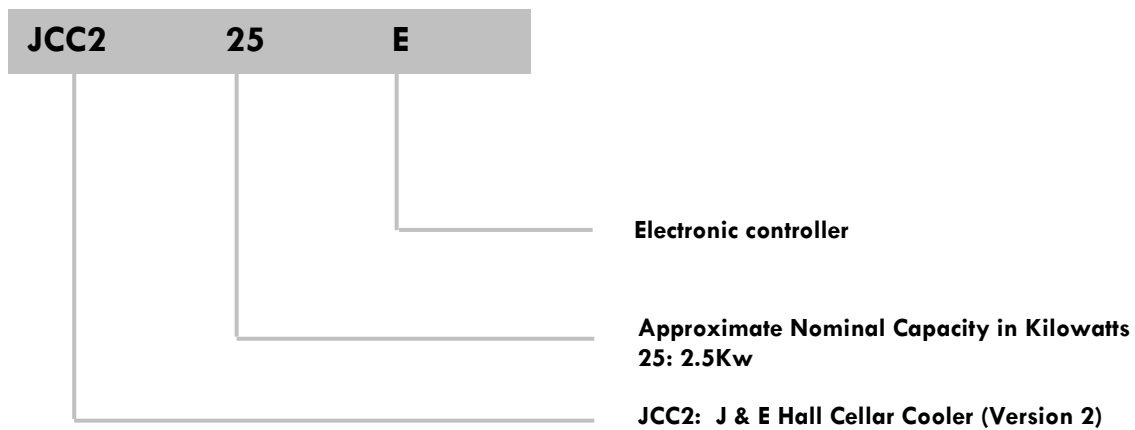 JCC2 25 E
Electronic controller
Approximate Nominal Capacity in Kilowatts
25: 2.5Kw
JCC2: J & E Hall Cellar Cooler (Version 2)